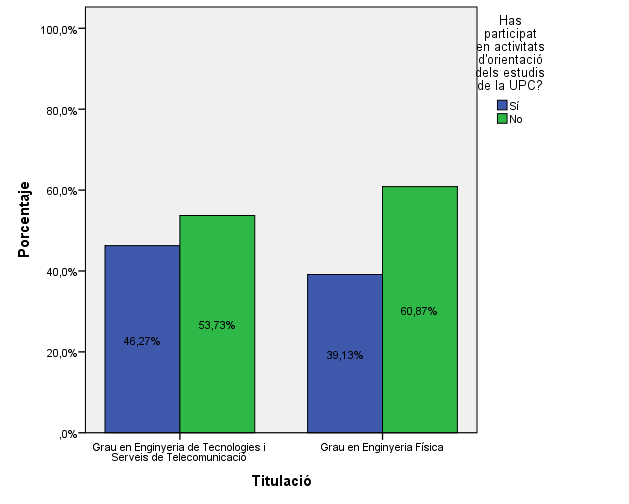 Has
participat
en activitats
d'orientació
dels estudis
de la UPC?
Sí
No
100,0%
80,0%
60,0%
40,0%
20,0%
,0%
Porcentaje
46,27%
53,73%
39,13%
60,87%
Grau en Enginyeria de Tecnologies i
Serveis de Telecomunicació
Grau en Enginyeria Física
Titulació